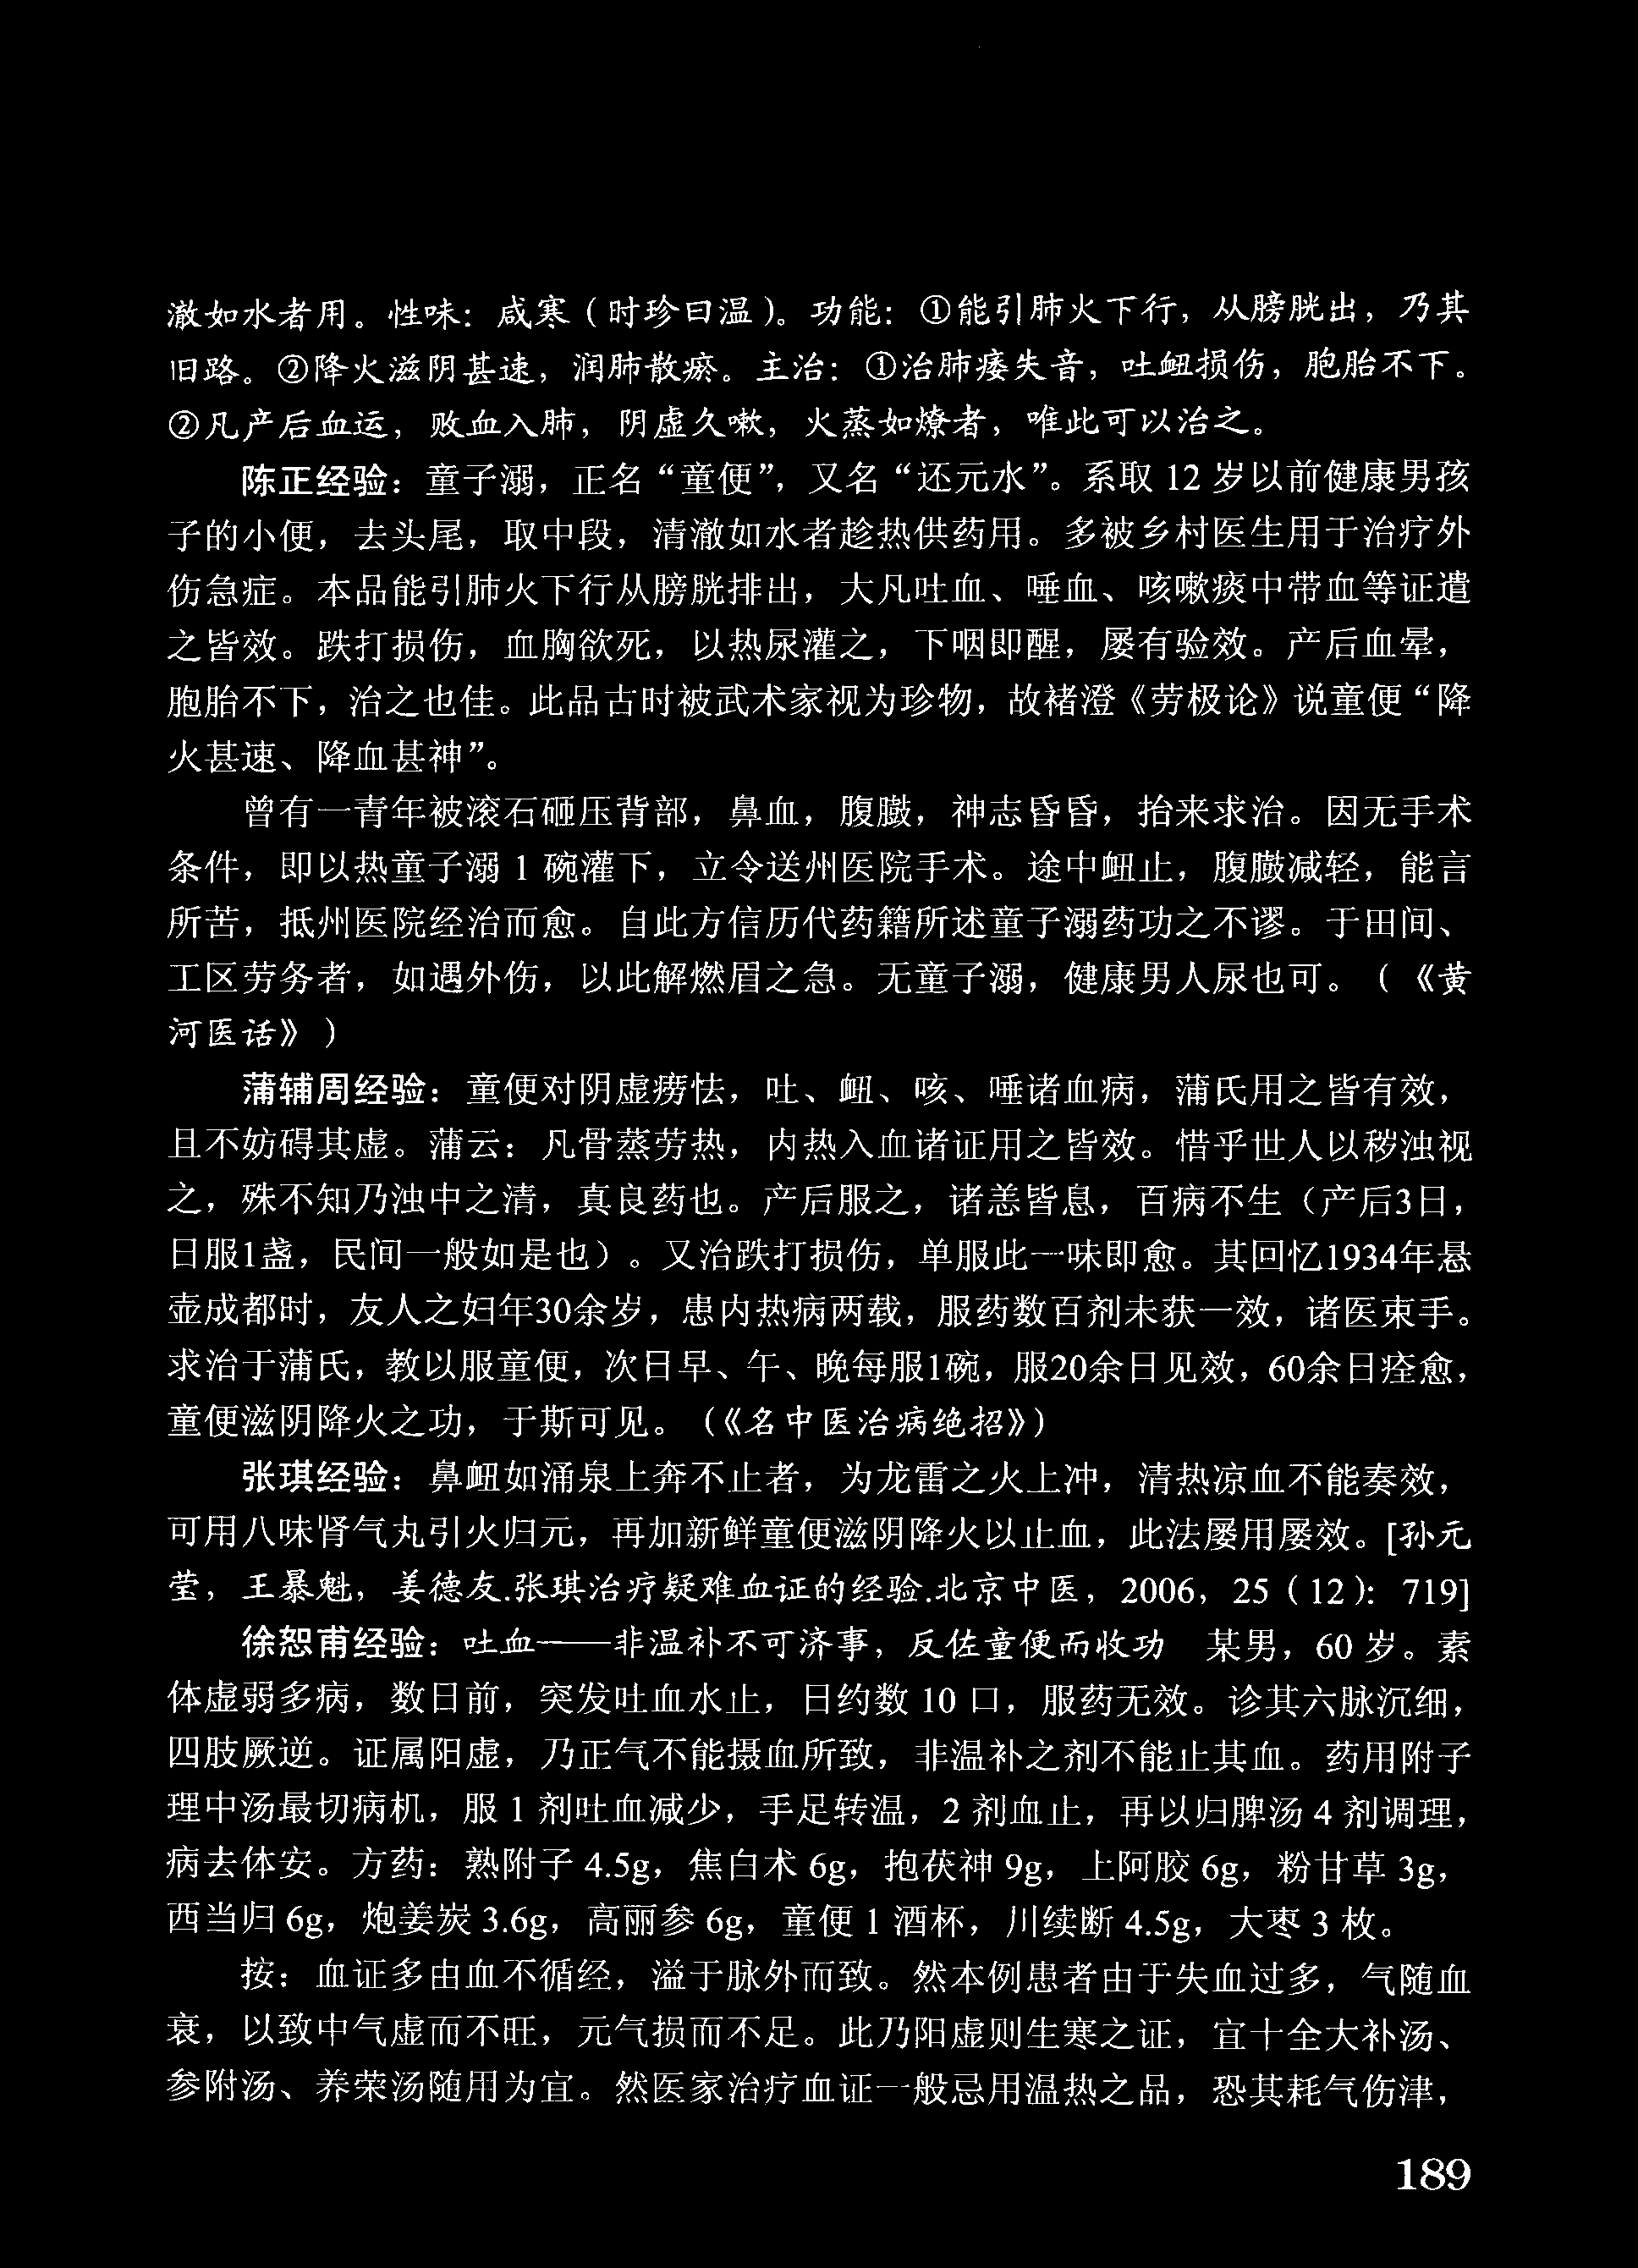 澈如水者用。性味：咸寒（时珍曰温）。功能：①能引肺火下行，从膀胱出，乃其
旧路。②降火滋阴甚速，润肺散瘀。主治：①治肺痿失音，吐衄损伤，胞胎不下。
②凡产后血运，败血入肺，阴虚久嗽，火蒸如燎者，唯此可以治之。
陈正经验：童子溺，正名“童便”，又名“还元水”。系取 12 岁以前健康男孩
子的小便，去头尾，取中段，清澈如水者趁热供药用。多被乡村医生用于治疗外
伤急症。本品能引肺火下行从膀胱排出，大凡吐血、唾血、咳嗽痰中带血等证遣
之皆效。跌打损伤，血胸欲死，以热尿灌之，下咽即醒，屡有验效。产后血晕，
胞胎不下，治之也佳。此品古时被武术家视为珍物，故褚澄《劳极论》说童便“降
火甚速、降血甚神”。
曾有一青年被滚石砸压背部，鼻血，腹臌，神志昏昏，抬来求治。因无手术
条件，即以热童子溺 1 碗灌下，立令送州医院手术。途中衄止，腹臌减轻，能言
所苦，抵州医院经治而愈。自此方信历代药籍所述童子溺药功之不谬。于田间、
工区劳务者，如遇外伤，以此解燃眉之急。无童子溺，健康男人尿也可。（《黄
河医话》）
蒲辅周经验：童便对阴虚痨怯，吐、衄、咳、唾诸血病，蒲氏用之皆有效，
且不妨碍其虚。蒲云：凡骨蒸劳热，内热入血诸证用之皆效。惜乎世人以秽浊视
之，殊不知乃浊中之清，真良药也。产后服之，诸恙皆息，百病不生（产后3日，
日服1盏，民间一般如是也）。又治跌打损伤，单服此一味即愈。其回忆1934年悬
壶成都时，友人之妇年30余岁，患内热病两载，服药数百剂未获一效，诸医束手。
求治于蒲氏，教以服童便，次日早、午、晚每服1碗，服20余日见效，60余日痊愈，
童便滋阴降火之功，于斯可见。（《名中医治病绝招》）
张琪经验：鼻衄如涌泉上奔不止者，为龙雷之火上冲，清热凉血不能奏效，
可用八味肾气丸引火归元，再加新鲜童便滋阴降火以止血，此法屡用屡效。[孙元
莹，王暴魁，姜德友.张琪治疗疑难血证的经验.北京中医，2006，25（12）：719]
徐恕甫经验：吐血——非温补不可济事，反佐童便而收功 某男，60 岁。素
体虚弱多病，数日前，突发吐血水止，日约数 10 口，服药无效。诊其六脉沉细，
四肢厥逆。证属阳虚，乃正气不能摄血所致，非温补之剂不能止其血。药用附子
理中汤最切病机，服 1 剂吐血减少，手足转温，2 剂血止，再以归脾汤 4 剂调理，
病去体安。方药：熟附子 4.5g，焦白术 6g，抱茯神 9g，上阿胶 6g，粉甘草 3g，
西当归 6g，炮姜炭 3.6g，高丽参 6g，童便 1 酒杯，川续断 4.5g，大枣 3 枚。
按：血证多由血不循经，溢于脉外而致。然本例患者由于失血过多，气随血
衰，以致中气虚而不旺，元气损而不足。此乃阳虚则生寒之证，宜十全大补汤、
参附汤、养荣汤随用为宜。然医家治疗血证一般忌用温热之品，恐其耗气伤津，
189